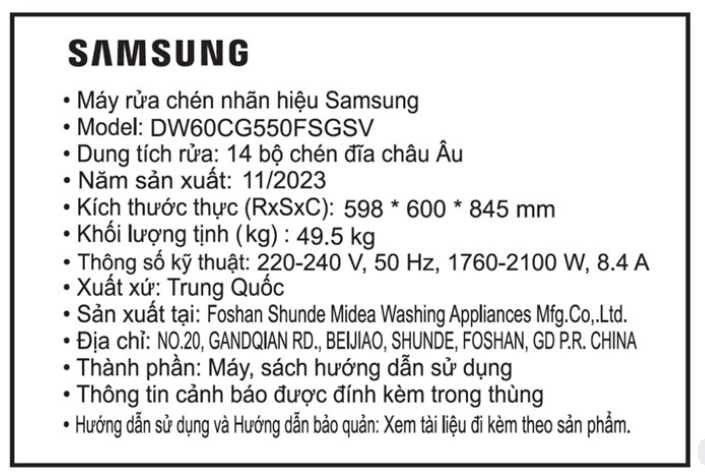 SAMSUNG
• Máy rửa chén nhãn hiệu Samsung
• Model: DW60CG550FSGSV
• Dung tích rửa: 14 bộ chén đĩa châu Âu
• Năm sản xuất: 11/2023
• Kích thước thực (RxSxC): 598 * 600 * 845 mm
• Khối lượng tịnh (kg) : 49.5 kg
• Thông số kỹ thuật: 220-240 V, 50 Hz, 1760-2100 W, 8.4 A
• Xuất xứ: Trung Quốc
• Sản xuất tại: Foshan Shunde Midea Washing Appliances Mfg.Co,.Ltd.
• Địa chỉ: NO.20, GANDQIAN RD., BEIJIAO, SHUNDE, FOSHAN, GD P.R. CHINA
• Thành phần: Máy, sách hướng dẫn sử dụng
• Thông tin cảnh báo được đính kèm trong thùng
• Hướng dẫn sử dụng và Hướng dẫn bảo quản: Xem tài liệu đi kèm theo sản phẩm.